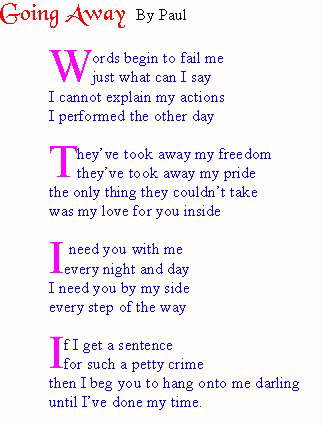 Going Away By Paul
Words begin to fail me
just what can I say
I cannot explain my actions
I performed the other day
They've took away my freedom
they've took away my pride
the only thing they couldn't take
was my love for you inside
I need you with me
every night and day
I need you by my side
every step of the way
If I get a sentence
for such a petty crime
then I beg you to hang onto me darling
until I've done my time.